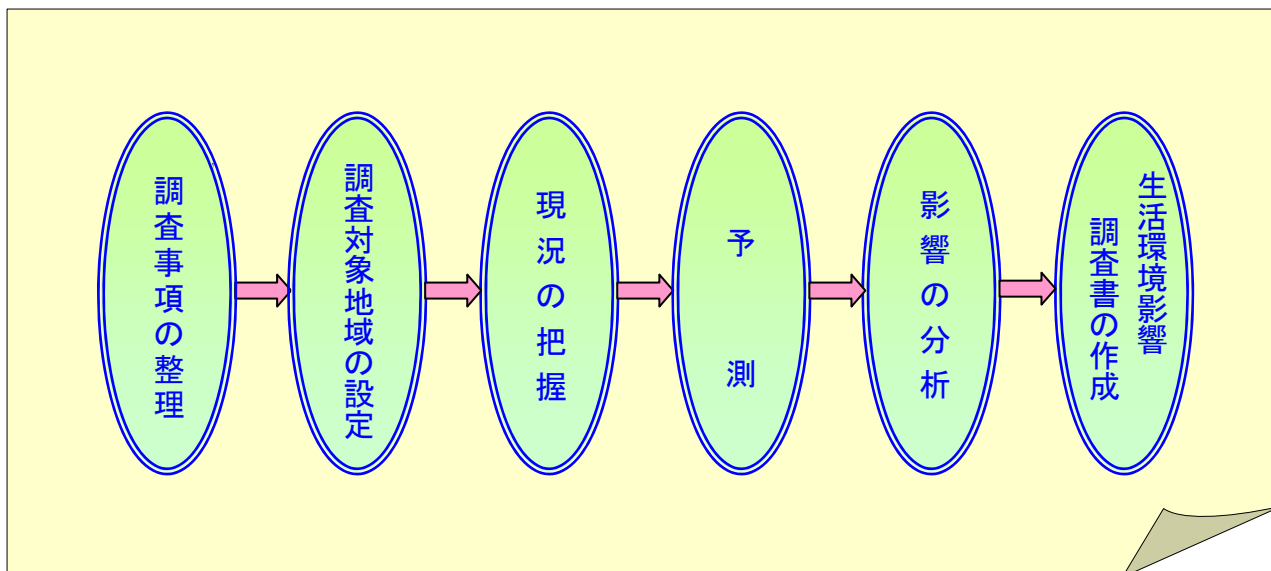 調査事項の整理
調査対象地域の設定
現況の把握
予測
影響の分析
生活環境影響
調査書の作成